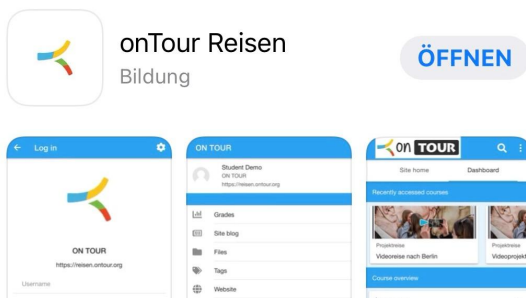 onTour Reisen
Bildung
ÖFFNEN
Log in
ON TOUR
https://reisen.ontour.org
Username
ON TOUR
Student Demo
ON TOUR
https://reisen.ontour.org
Grades
Site blog
Files
Tags
Website
on TOUR
Site home
Dashboard
Recently accessed courses
Projektreise
Videoreise nach Berlin
Projektreise
Videoprojekt
Course overview